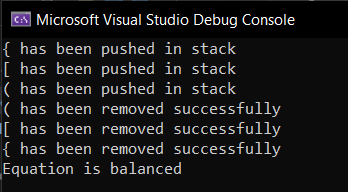 Microsoft Visual Studio Debug Console
{ has been pushed in stack
[ has been pushed in stack
( has been pushed in stack
( has been removed successfully
[ has been removed successfully
{ has been removed successfully
Equation is balanced